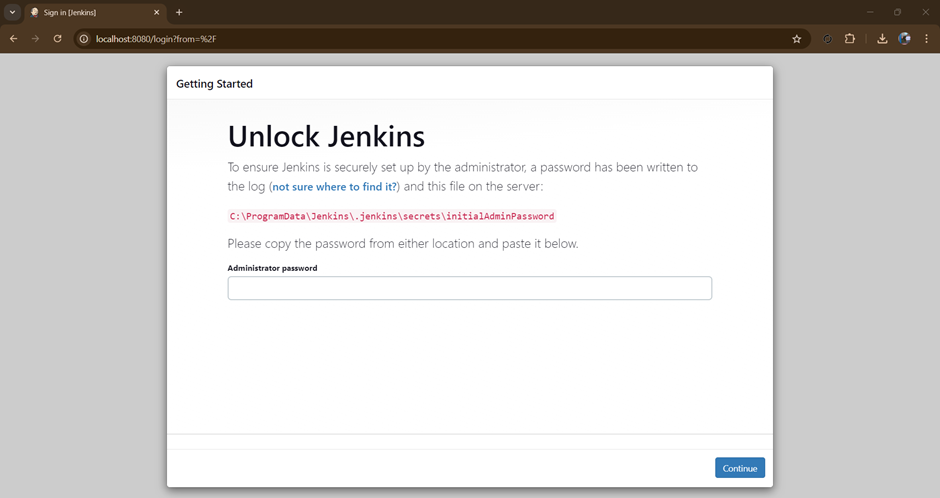 Sign in [Jenkins]
localhost:8080/login?from=%2F
Getting Started
Unlock Jenkins
To ensure Jenkins is securely set up by the administrator, a password has been written to
the log (not sure where to find it?) and this file on the server:
C:\ProgramData\Jenkins\.jenkins\secrets\initialAdminPassword
Please copy the password from either location and paste it below.
Administrator password
Continue